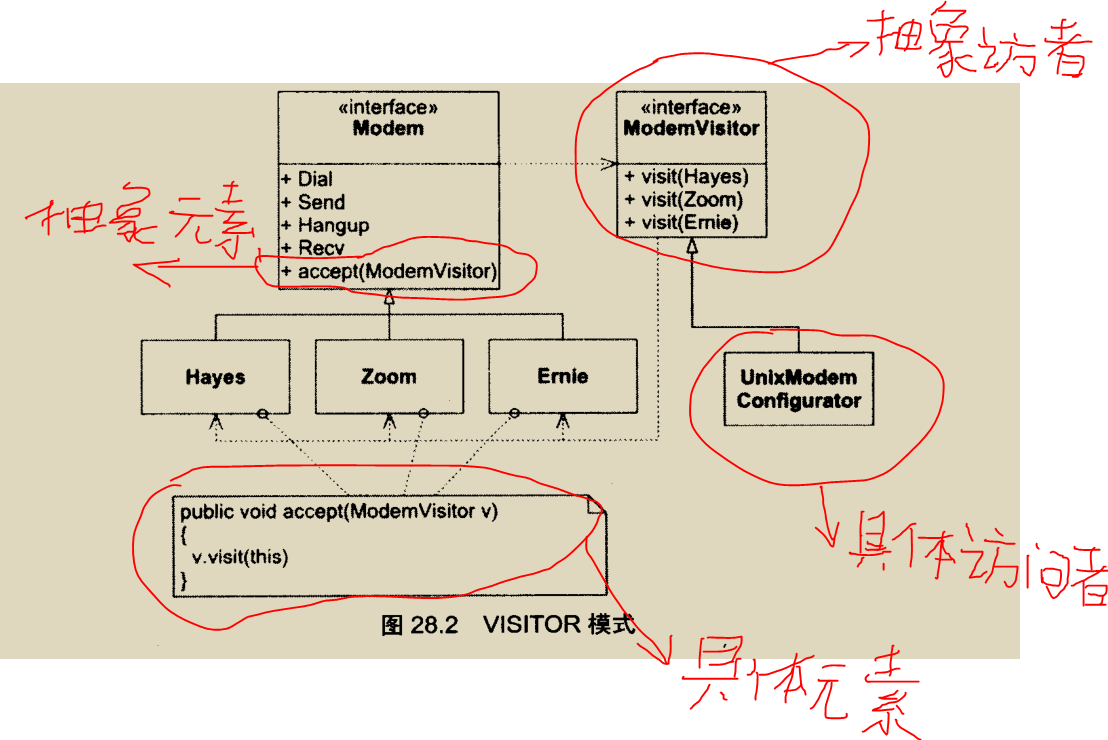 抽象访者
«interface»
Modem
+ Dial
+ Send
+ Hangup
+ Recv
+ accept(ModemVisitor)
«interface»
ModemVisitor
+ visit(Hayes)
+ visit(Zoom)
+ visit(Ernie)
抽象元素
Hayes
Zoom
Ernie
UnixModem
Configurator
public void accept(ModemVisitor v)
{
v.visit(this)
}
具体访问者
图 28.2 VISITOR 模式
具体元素